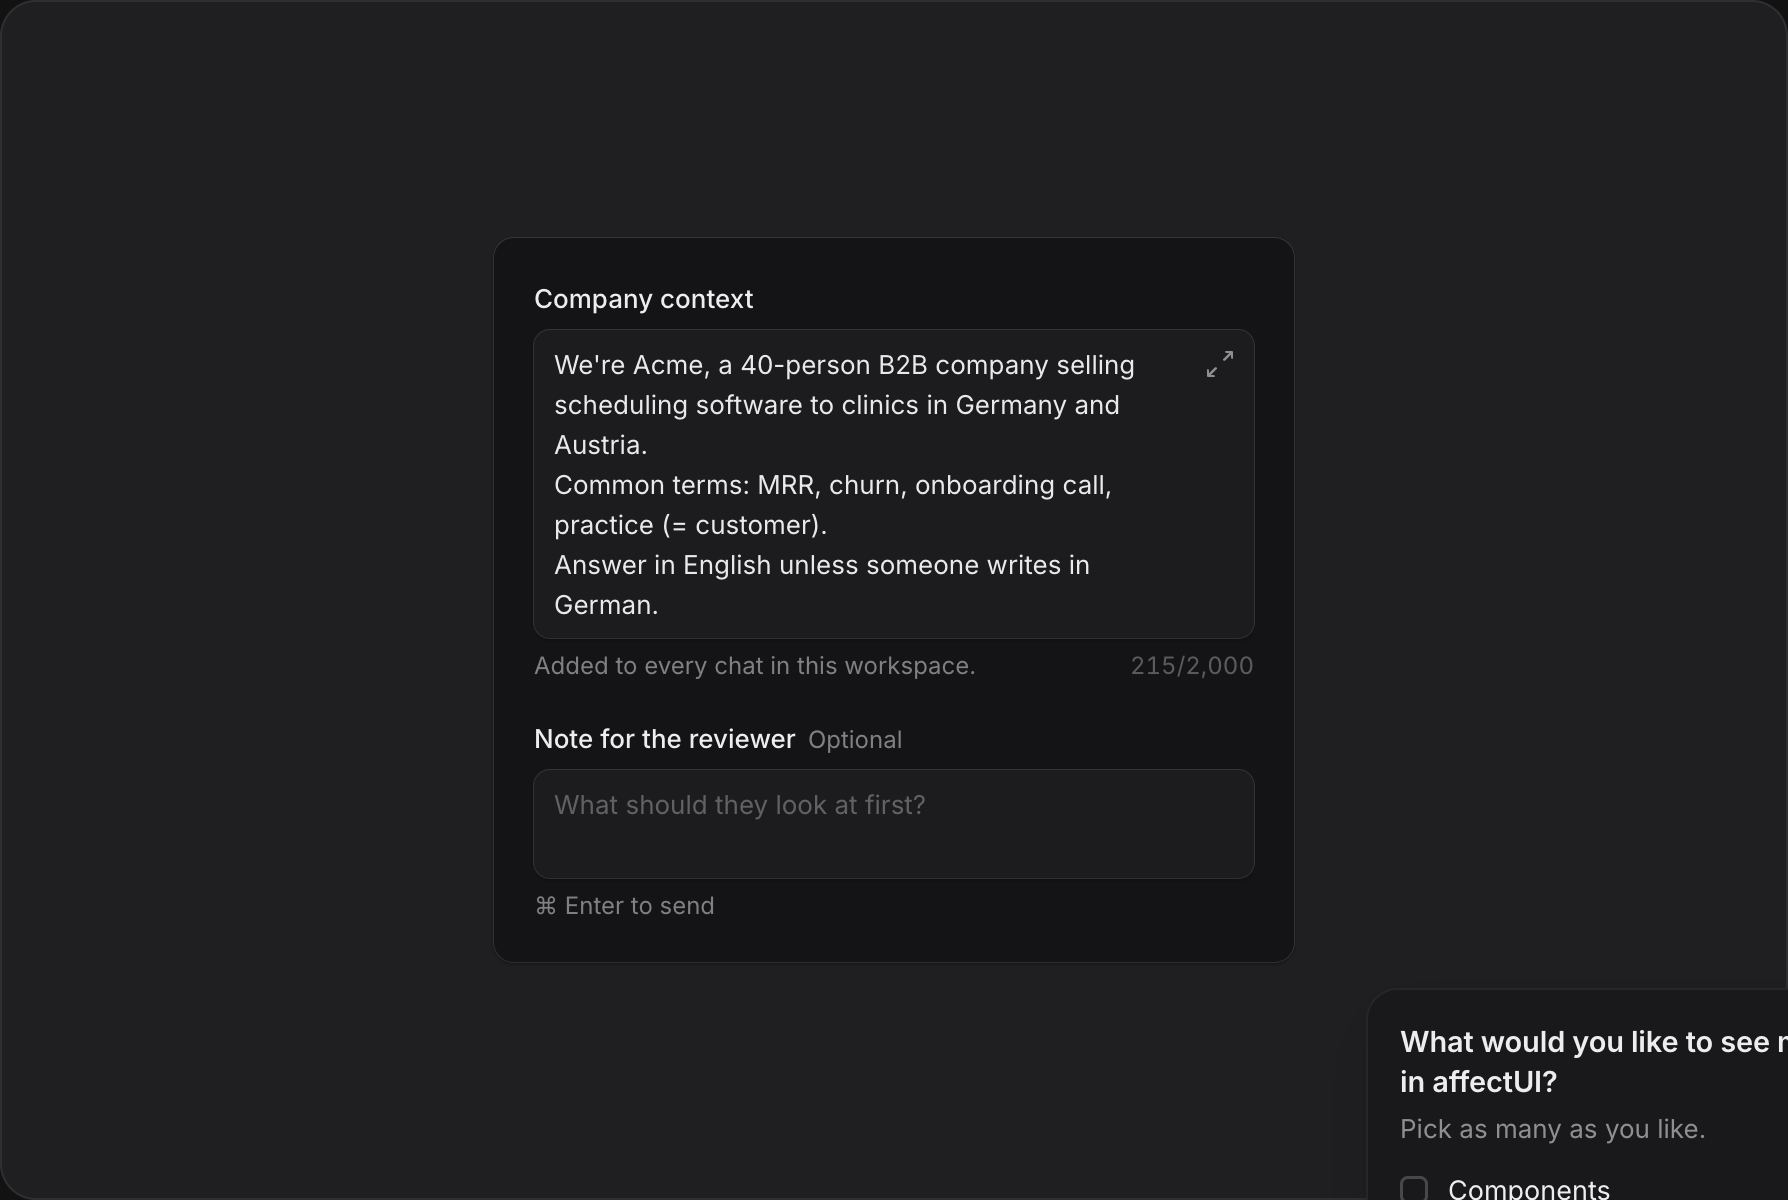 Company context
We're Acme, a 40-person B2B company selling
scheduling software to clinics in Germany and
Austria.
Common terms: MRR, churn, onboarding call,
practice (= customer).
Answer in English unless someone writes in
German.
Added to every chat in this workspace. 215/2,000
Note for the reviewer Optional
What should they look at first?
⌘ Enter to send
What would you like to see
in affectUI?
Pick as many as you like.
Components